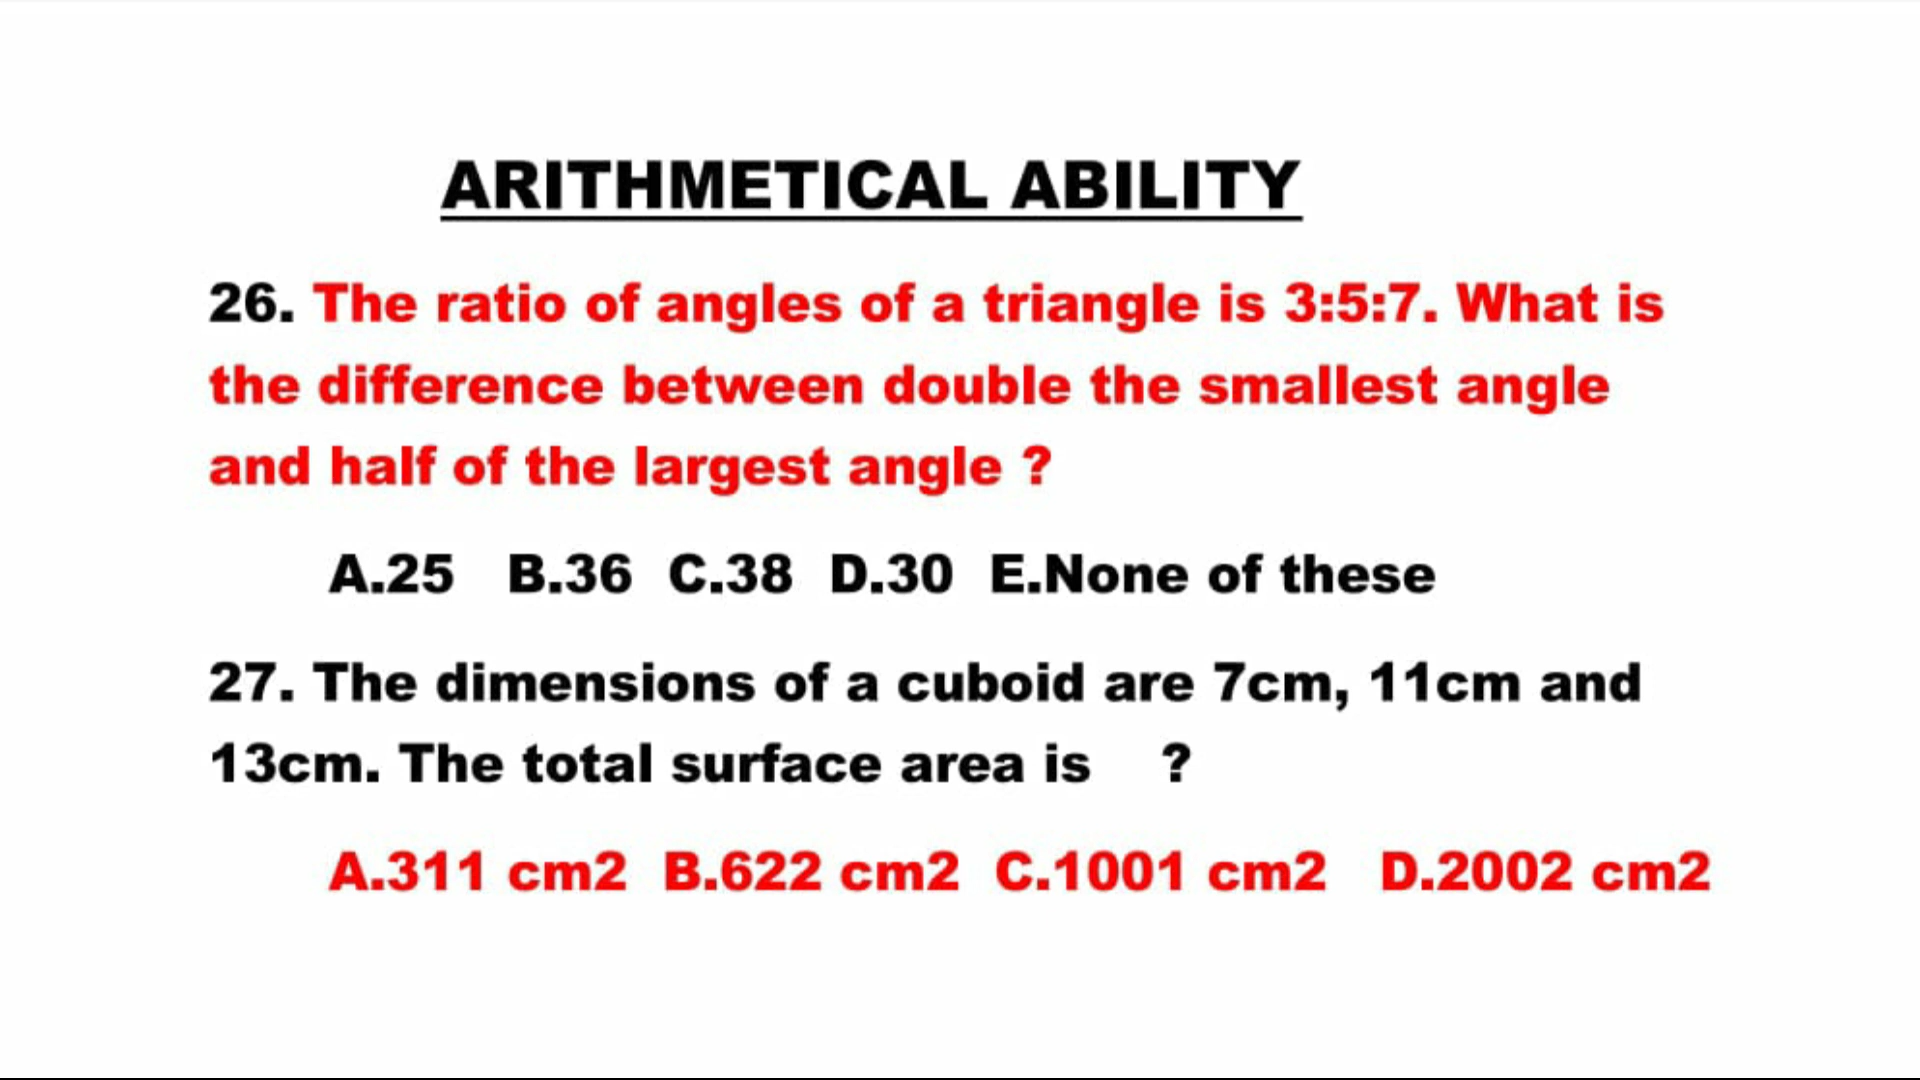 ARITHMETICAL ABILITY
26. The ratio of angles of a triangle is 3:5:7. What is
the difference between double the smallest angle
and half of the largest angle ?
A.25 B.36 C.38 D.30 E.None of these
27. The dimensions of a cuboid are 7cm, 11cm and
13cm. The total surface area is ?
A.311 cm2 B.622 cm2 C.1001 cm2 D.2002 cm2